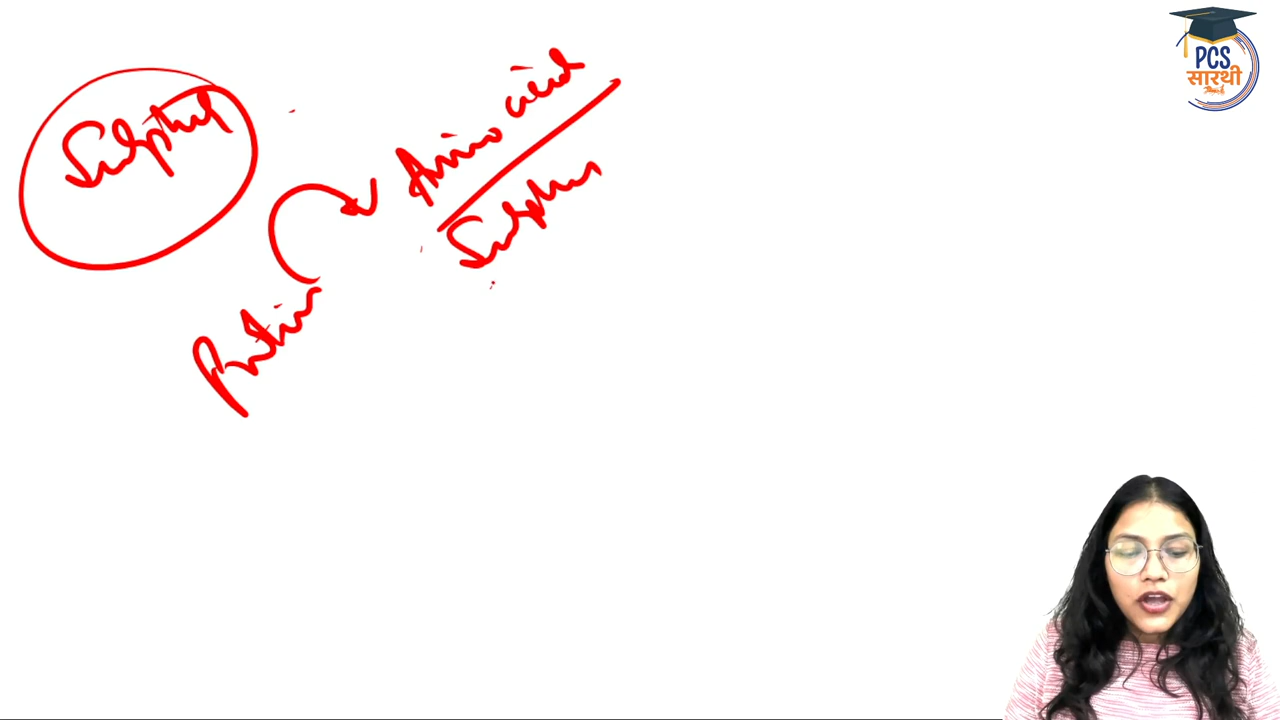 Sulphur
Amino acid
Sulphur
Protein
PCS
सारथी